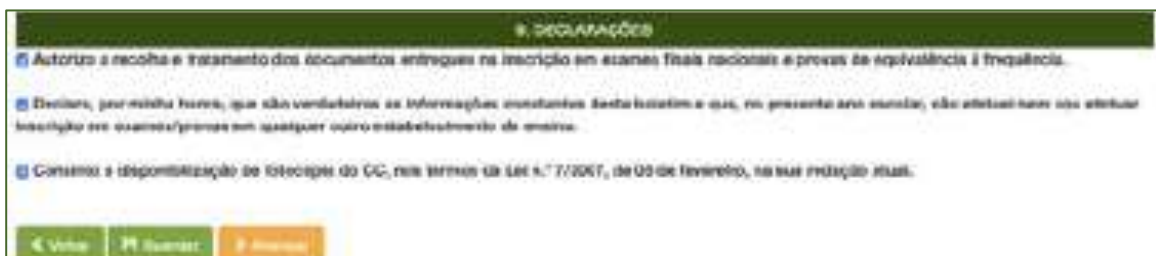 9. DECLARAÇÕES
Autorizo a recolha e tratamento dos documentos entregues na inscrição em exames finais nacionais e provas de equivalência à frequência.
Declaro, por minha honra, que são verdadeiras as informações constantes deste boletim e que, no presente ano escolar, não efetuei nem vou efetuar
inscrição em exames/provas em qualquer outro estabelecimento de ensino.
Consinto a disponibilização de fotocópia do CC, nos termos da Lei n.º 7/2007, de 05 de fevereiro, na sua redação atual.
Voltar Guardar